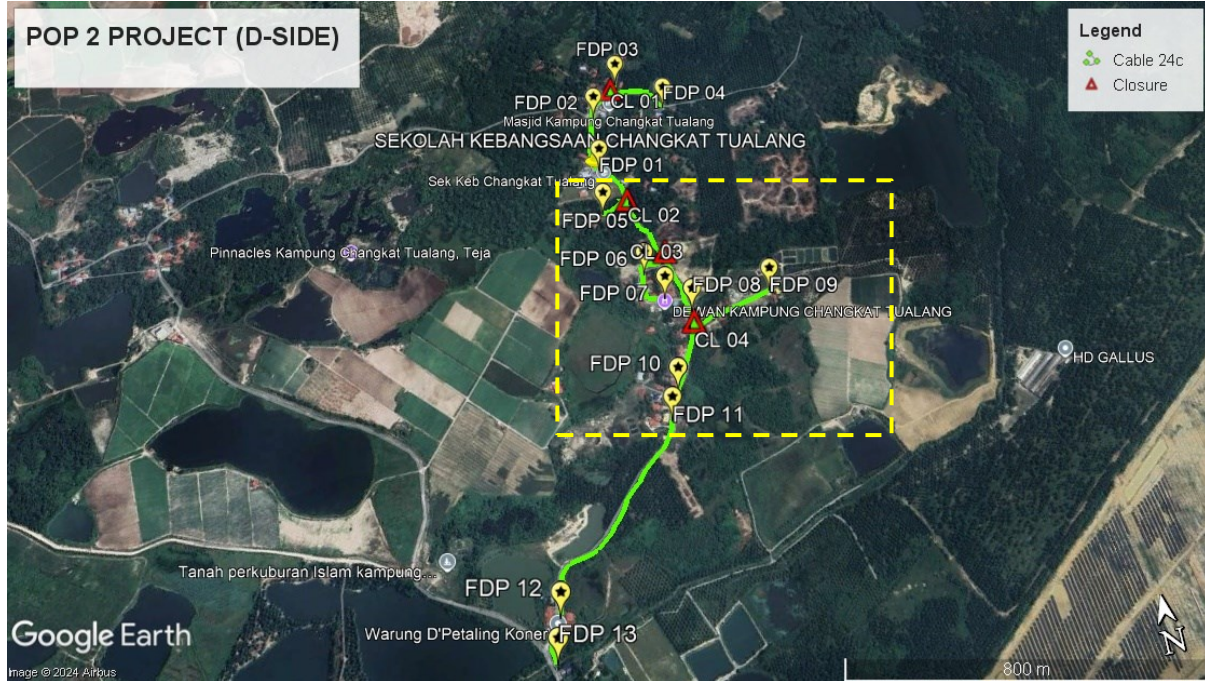 POP 2 PROJECT (D-SIDE)
Legend
Cable 24c
Closure
FDP 03
FDP 02
CL 01
FDP 04
Masjid Kampung Changkat Tualang
SEKOLAH KEBANGSAAN CHANGKAT TUALANG
FDP 01
Sek Keb Changkat Tualang
FDP 05
CL 02
Pinnacles Kampung Changkat Tualang, Teja
FDP 06
CL 03
FDP 07
H
FDP 08
FDP 09
DEWAN KAMPUNG CHANGKAT TUALANG
CL 04
HD GALLUS
FDP 10
FDP 11
Tanah perkuburan Islam kampung...
FDP 12
Warung D'Petaling Koner
FDP 13
Google Earth
Image © 2024 Airbus
800 m
N